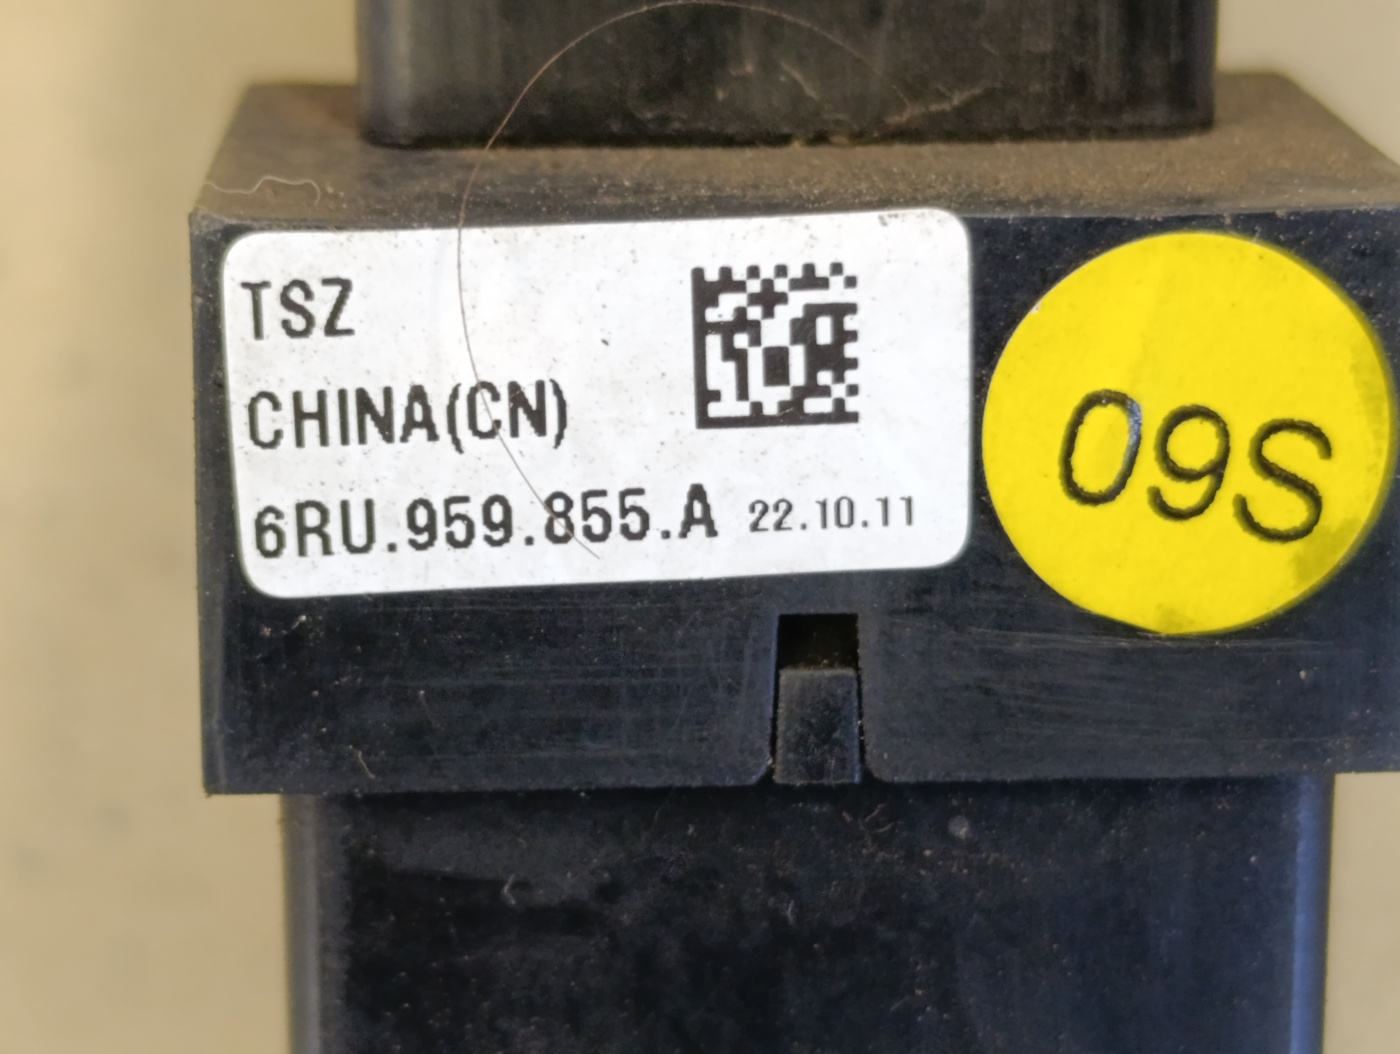 TSZ
CHINA(CN)
6RU.959.855.A 22.10.11
09S